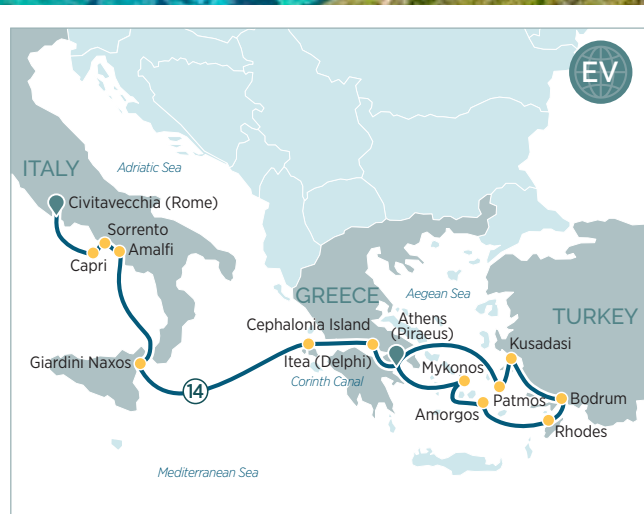 EV
ITALY
Adriatic Sea
Civitavecchia (Rome)
Sorrento
Amalfi
Capri
GREECE
Aegean Sea
TURKEY
Athens
(Piraeus)
Cephalonia Island
Kusadasi
Giardini Naxos
Itea (Delphi)
Mykonos
Corinth Canal
14
Patmos
Bodrum
Amorgos
Rhodes
Mediterranean Sea